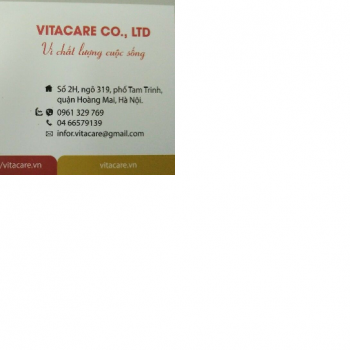 VITACARE CO., LTD
Vì chất lượng cuộc sống
Số 2H, ngõ 319, phố Tam Trinh,
quận Hoàng Mai, Hà Nội.
0961 329 769
04 66579139
infor.vitacare@gmail.com
/vitacare.vn
vitacare.vn